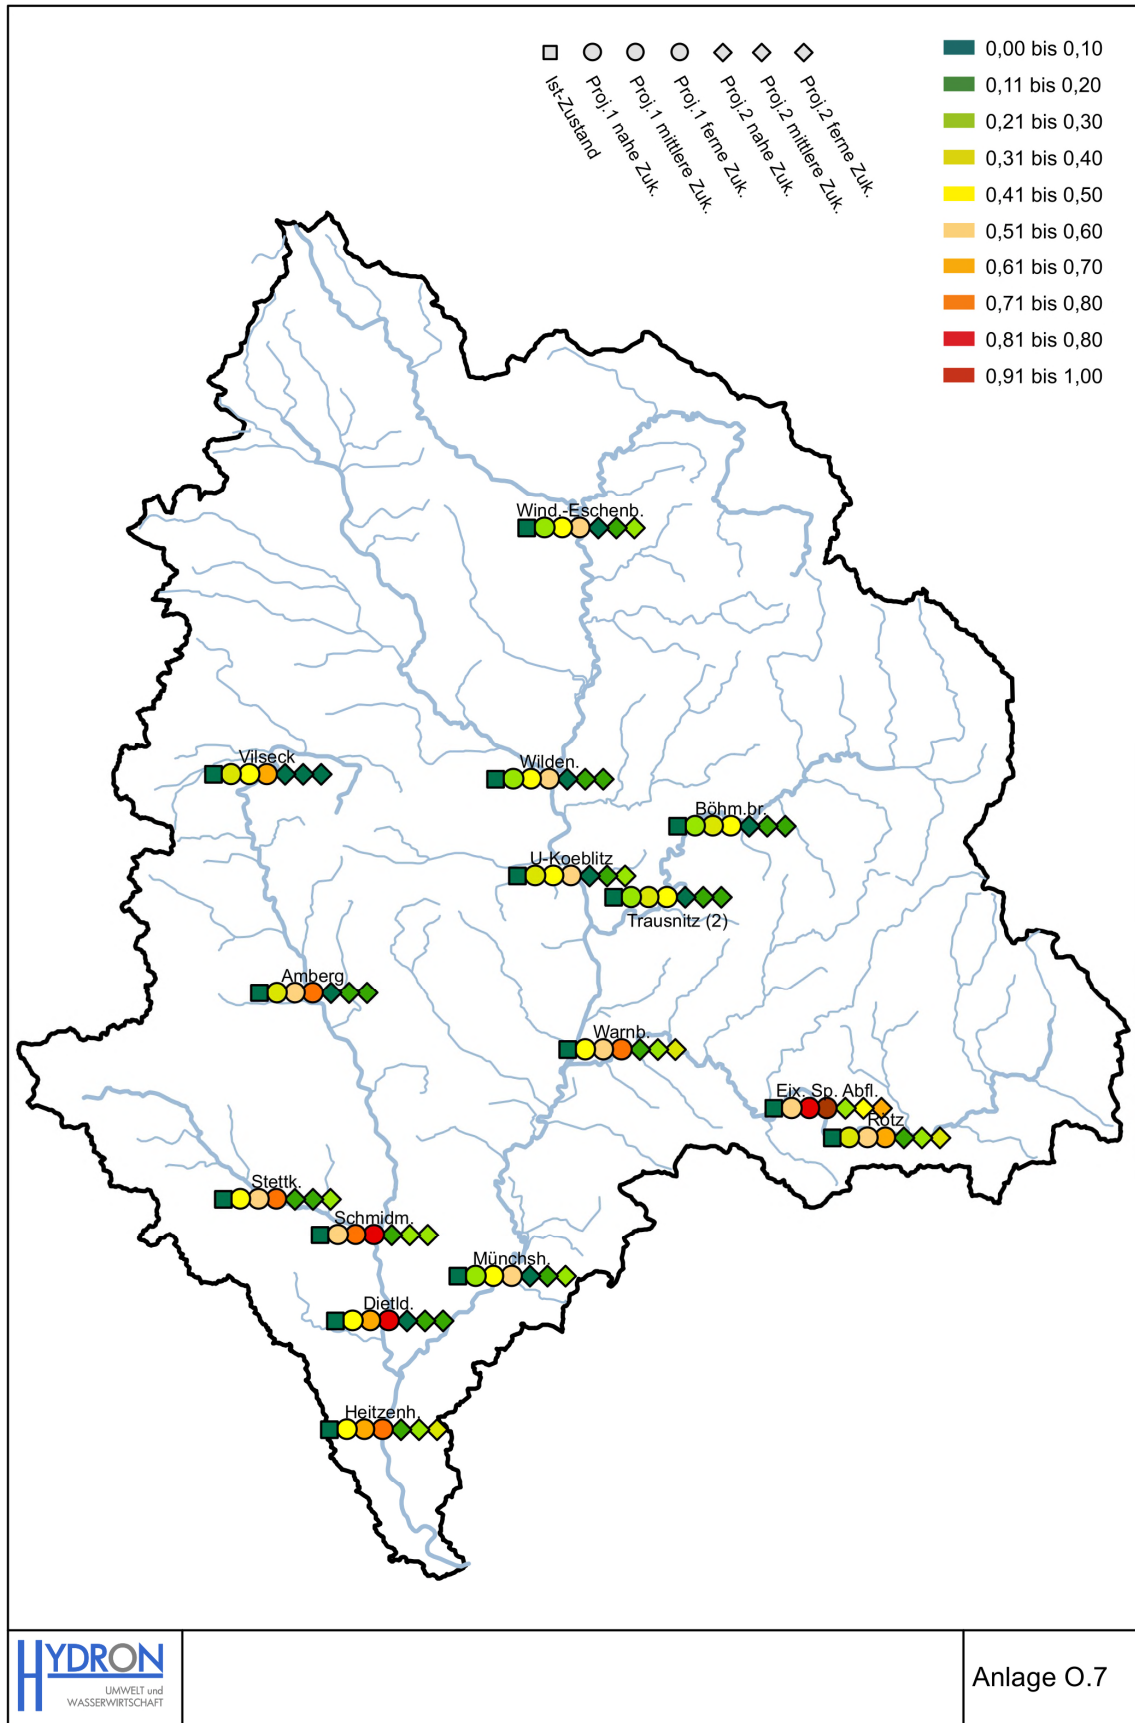 Ist-Zustand
Proj.1 nahe Zuk.
Proj.1 mittlere Zuk.
Proj.1 ferne Zuk.
Proj.2 nahe Zuk.
Proj.2 mittlere Zuk.
Proj.2 ferne Zuk.
0,00 bis 0,10
0,11 bis 0,20
0,21 bis 0,30
0,31 bis 0,40
0,41 bis 0,50
0,51 bis 0,60
0,61 bis 0,70
0,71 bis 0,80
0,81 bis 0,80
0,91 bis 1,00
Wind.-Eschenb.
Vilseck
Wilden.
Böhm.br.
U-Koeblitz
Trausnitz (2)
Amberg
Warnb.
Eix. Sp. Abfl.
Rötz
Stettk.
Schmidm.
Münchsh.
Dietld.
Heitzenh.
HYDRON
UMWELT und
WASSERWIRTSCHAFT
Anlage O.7